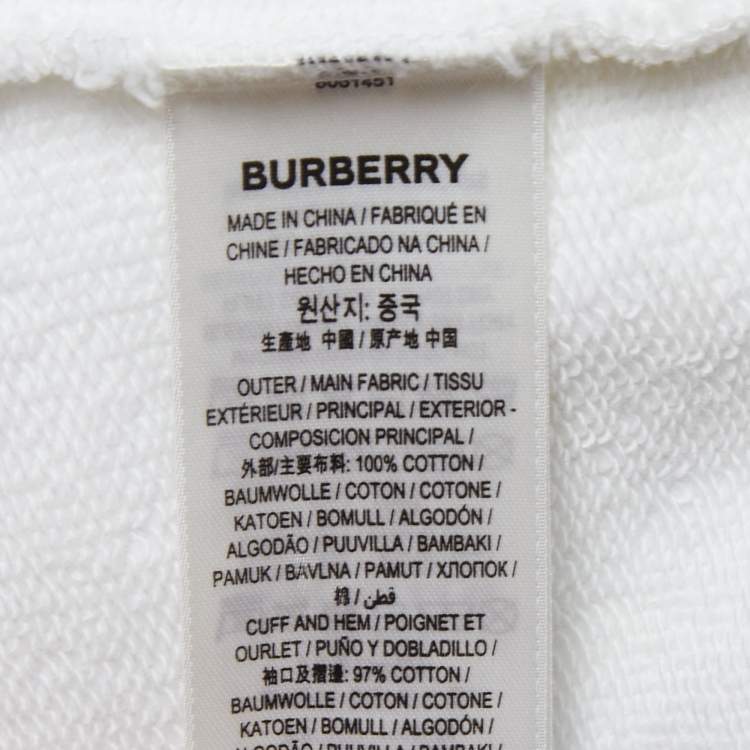 8061451
BURBERRY
MADE IN CHINA / FABRIQUÉ EN
CHINE / FABRICADO NA CHINA /
HECHO EN CHINA
원산지: 중국
生產地 中國 / 原产地 中国
OUTER / MAIN FABRIC / TISSU
EXTÉRIEUR / PRINCIPAL / EXTERIOR -
COMPOSICION PRINCIPAL /
外部/主要布料: 100% COTTON /
BAUMWOLLE / COTON / COTONE /
KATOEN / BOMULL / ALGODÓN /
ALGODÃO / PUUVILLA / BAMBAKI /
PAMUK / BAVLNA / PAMUT / ХЛОПОК /
棉 / قطن
CUFF AND HEM / POIGNET ET
OURLET / PUÑO Y DOBLADILLO /
袖口及摺邊: 97% COTTON /
BAUMWOLLE / COTON / COTONE /
KATOEN / BOMULL / ALGODÓN /
ALGODÃO / PUUVILLA / BAMBAKI /